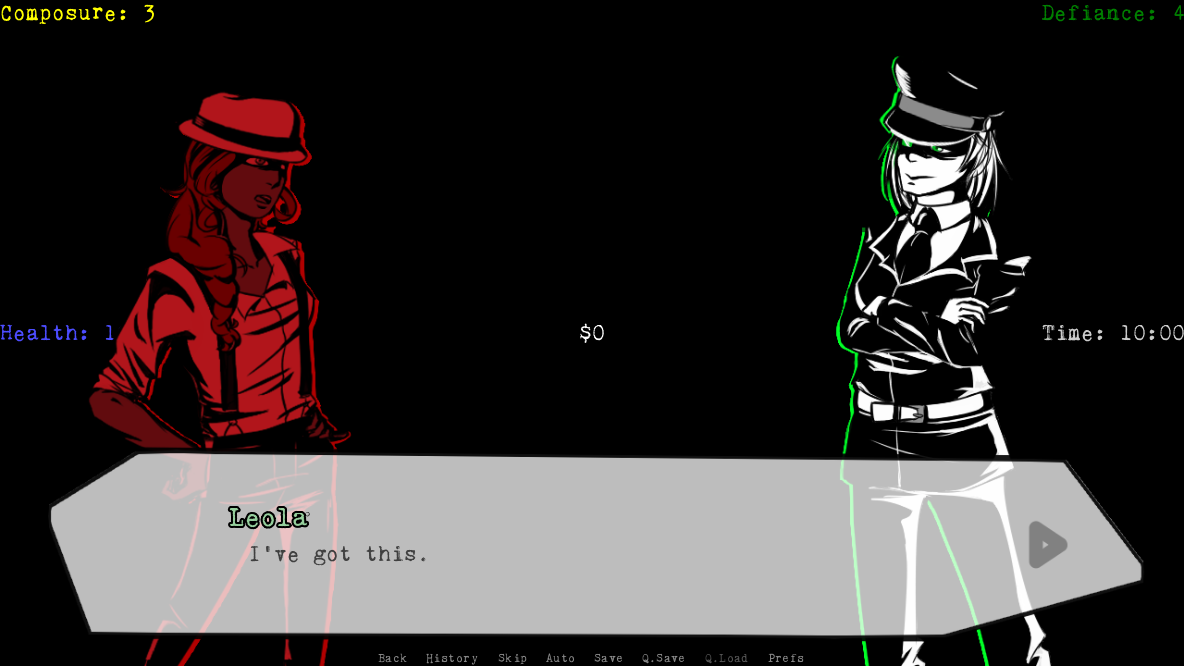 Composure: 3
Defiance: 4
Health: 1
$0
Time: 10:00
Leola
I've got this.
Back History Skip Auto Save Q.Save Q.Load Prefs